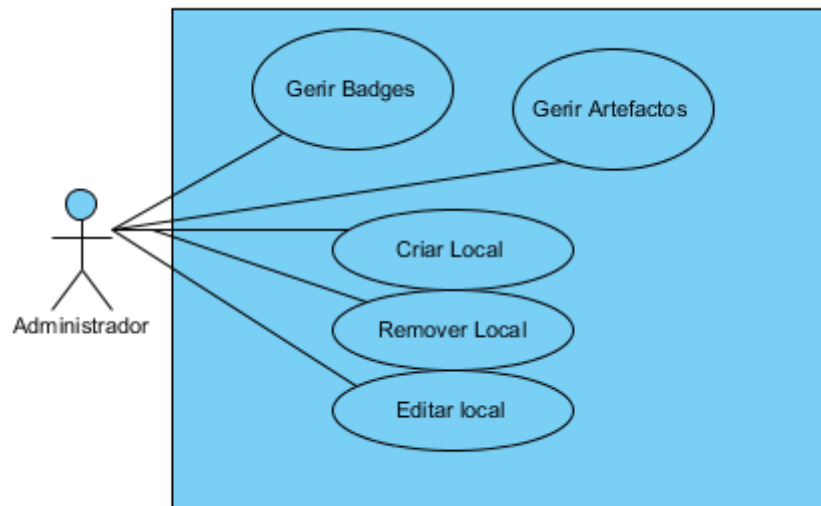 Gerir Badges
Gerir Artefactos
Criar Local
Remover Local
Administrador
Editar local